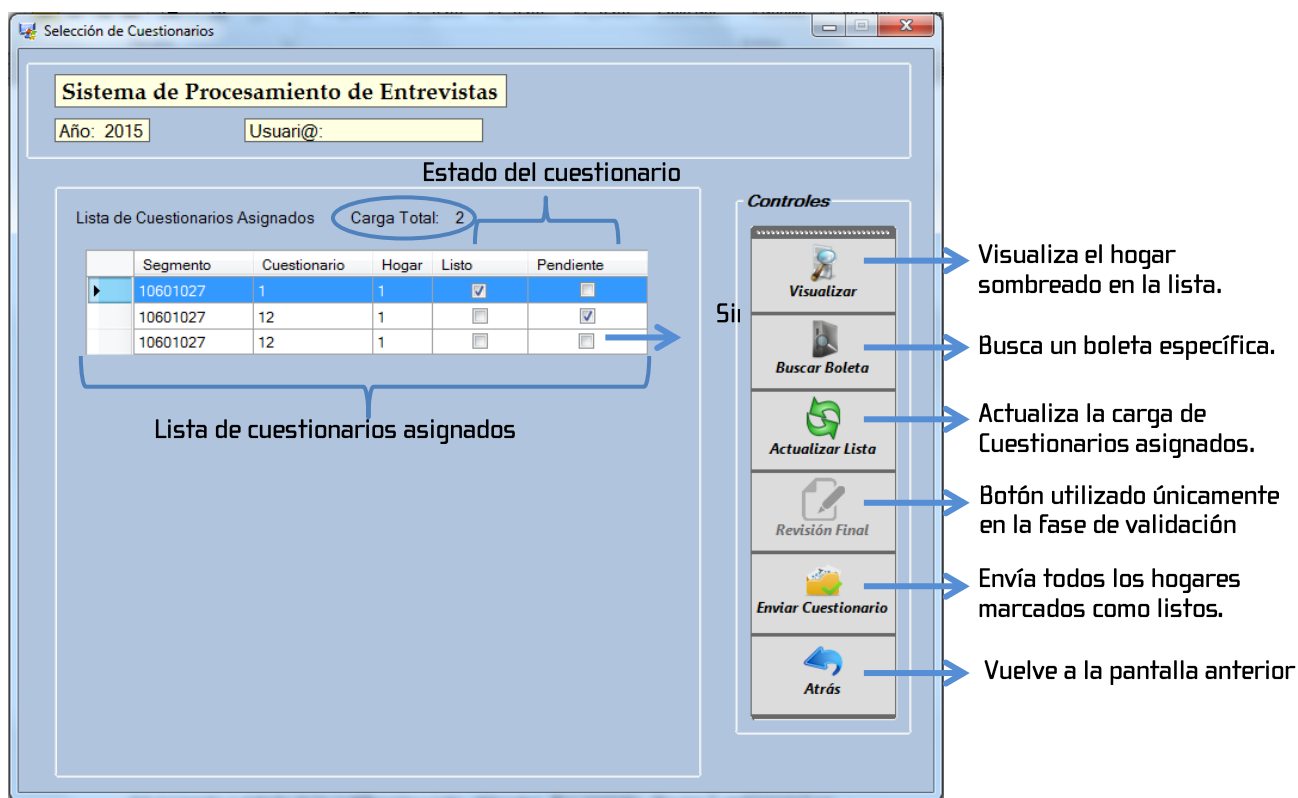 Selección de Cuestionarios
Sistema de Procesamiento de Entrevistas
Año: 2015 Usuari@:
Estado del cuestionario
Lista de Cuestionarios Asignados Carga Total: 2
Segmento Cuestionario Hogar Listo Pendiente
10601027 1 1
10601027 12 1
10601027 12 1
Lista de cuestionarios asignados
Controles
Visualizar
Visualiza el hogar
sombreado en la lista.
Buscar Boleta
Busca un boleta específica.
Actualizar Lista
Actualiza la carga de
Cuestionarios asignados.
Revisión Final
Botón utilizado únicamente
en la fase de validación
Enviar Cuestionario
Envía todos los hogares
marcados como listos.
Atrás
Vuelve a la pantalla anterior